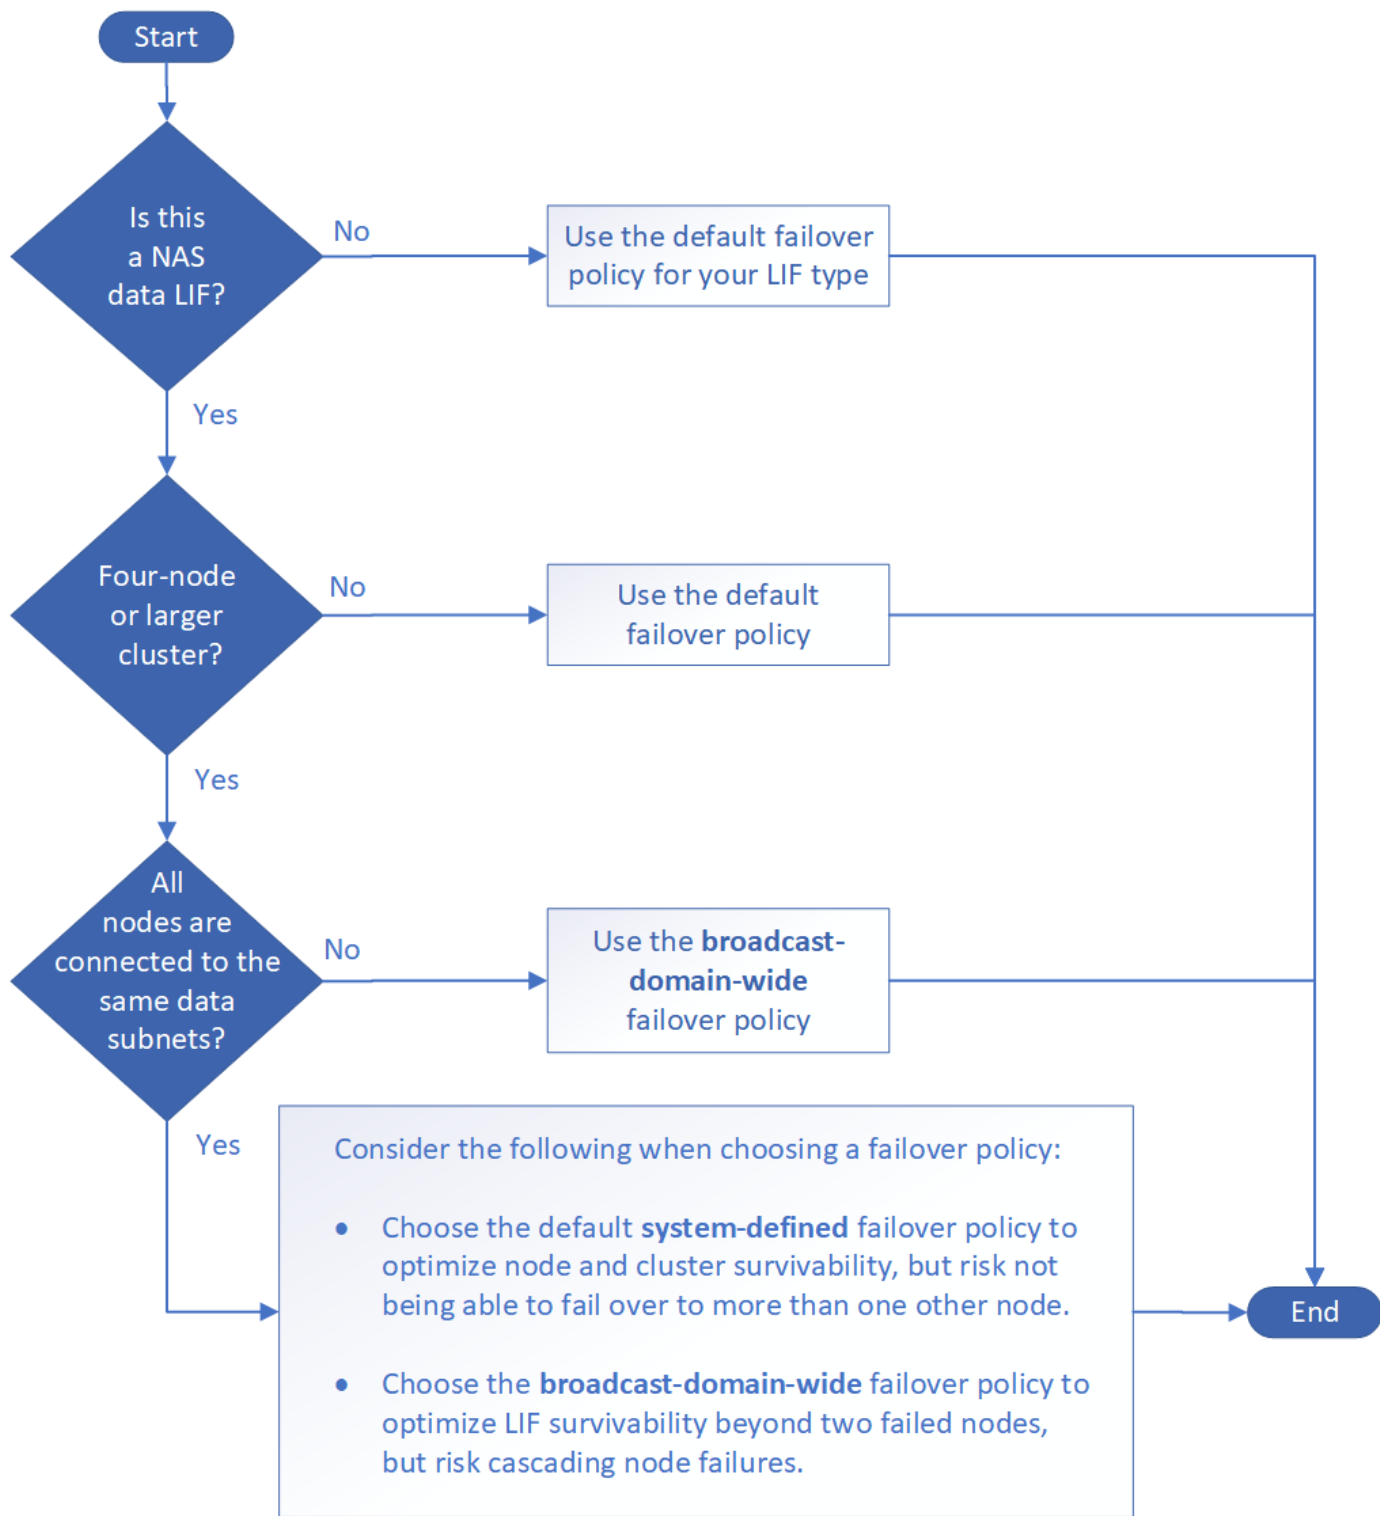 Start
Is this
a NAS
data LIF?
No
Use the default failover
policy for your LIF type
Yes
Four-node
or larger
cluster?
No
Use the default
failover policy
Yes
All
nodes are
connected to the
same data
subnets?
No
Use the broadcast-
domain-wide
failover policy
Yes
Consider the following when choosing a failover policy:
• Choose the default system-defined failover policy to
optimize node and cluster survivability, but risk not
being able to fail over to more than one other node.
• Choose the broadcast-domain-wide failover policy to
optimize LIF survivability beyond two failed nodes,
but risk cascading node failures.
End